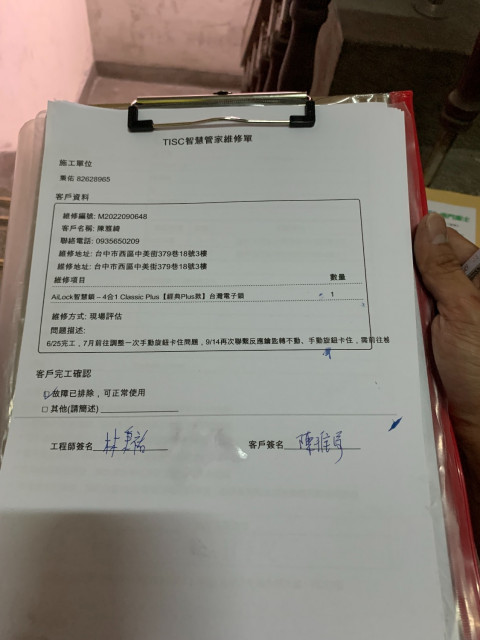 TISC智慧管家維修單
施工單位
秉佑 82628965
客戶資料
維修編號: M2022090648
客戶名稱: 陳雅緯
聯絡電話: 0935650209
維修地址: 台中市西區中美街379巷18號3樓
維修地址: 台中市西區中美街379巷18號3樓
維修項目 數量
AiLock智慧鎖 – 4合1 Classic Plus【經典Plus款】台灣電子鎖 1
維修方式: 現場評估
問題描述:
6/25完工，7月前往調整一次手動旋鈕卡住問題，9/14再次聯繫反應鑰匙轉不動、手動旋鈕卡住，需前往檢
客戶完工確認
故障已排除，可正常使用
□ 其他(請簡述)
工程師簽名 林秉祐 客戶簽名